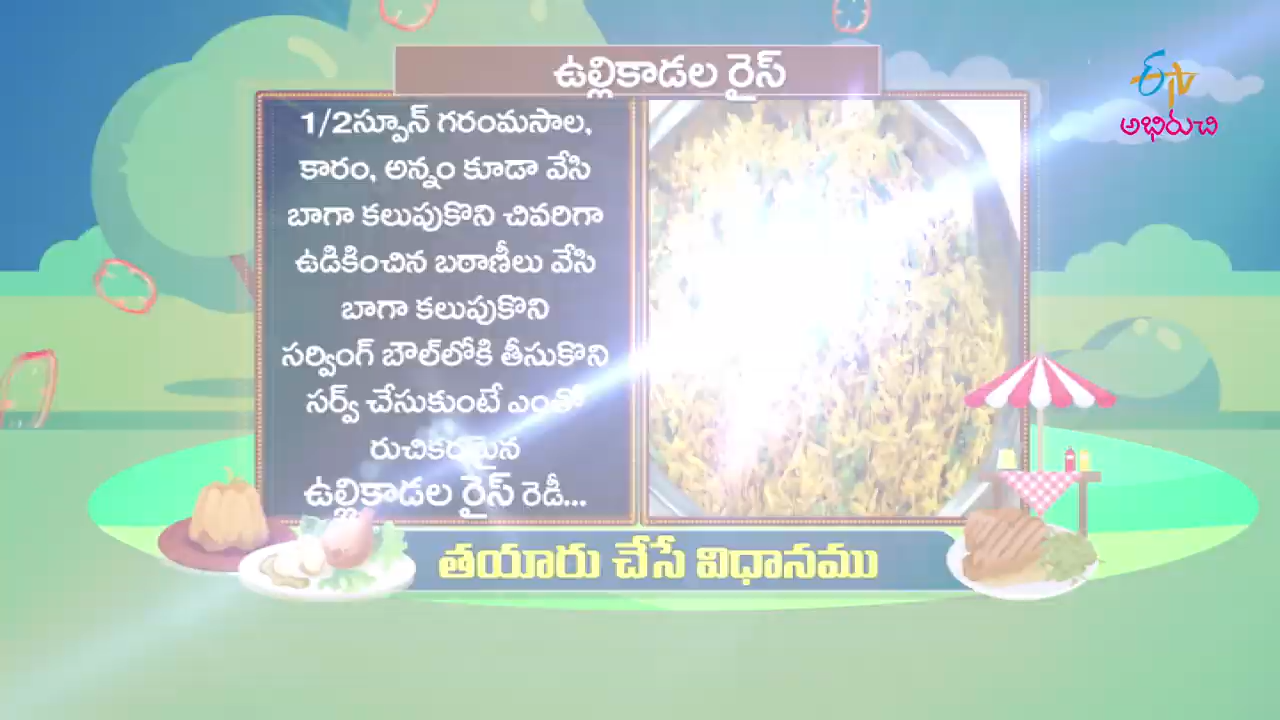 ఉల్లికాడల రైస్
ఈtv
అభిరుచి
1/2స్పూన్ గరంమసాల,
కారం, అన్నం కూడా వేసి
బాగా కలుపుకొని చివరిగా
ఉడికించిన బఠాణీలు వేసి
బాగా కలుపుకొని
సర్వింగ్ బౌల్‌లోకి తీసుకొని
సర్వ్ చేసుకుంటే ఎంతో
రుచికరమైన
ఉల్లికాడల రైస్ రెడీ...
తయారు చేసే విధానము